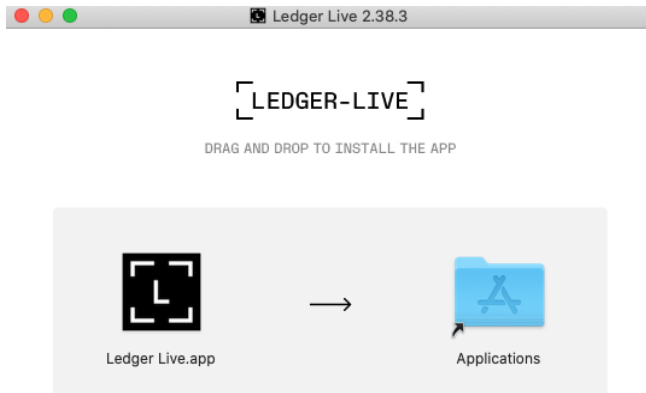 Ledger Live 2.38.3
LEDGER-LIVE
DRAG AND DROP TO INSTALL THE APP
L
Ledger Live.app
Applications